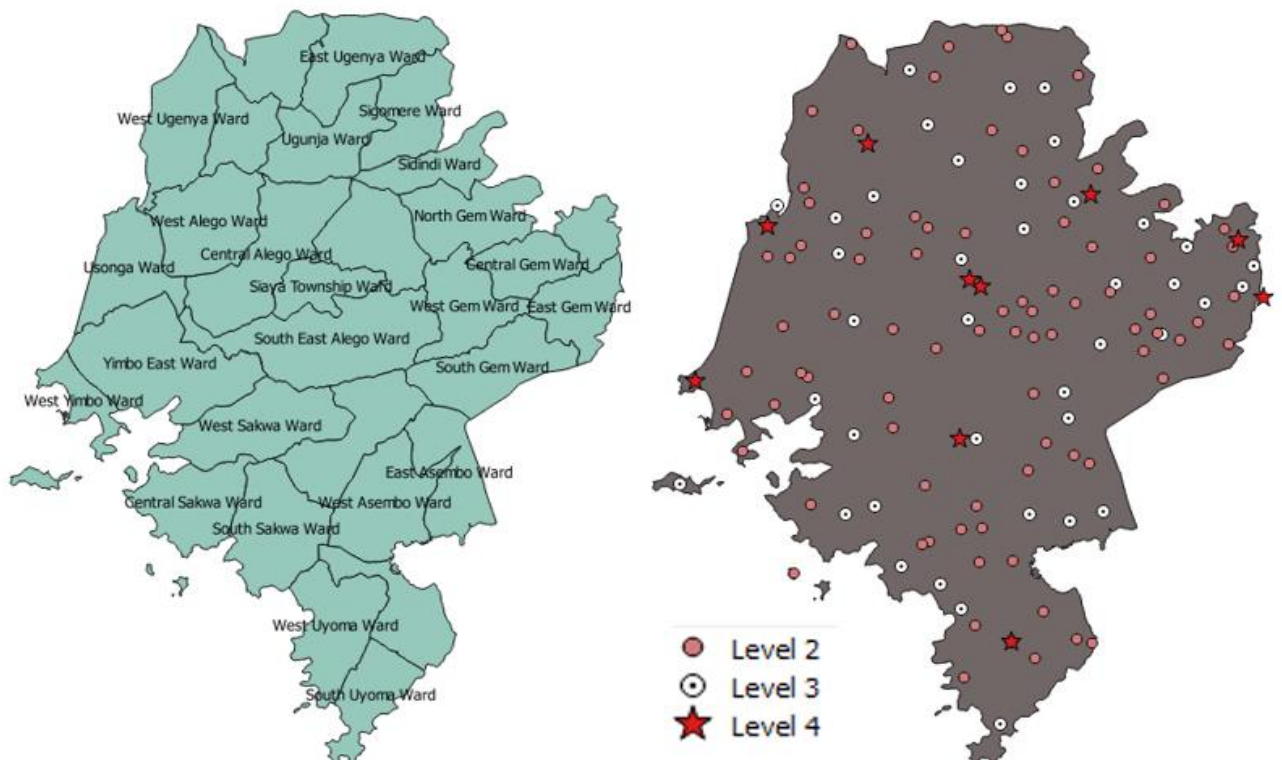 East Ugenya Ward
Sigomere Ward
West Ugenya Ward
Ugunja Ward
Sidindi Ward
North Gem Ward
West Alego Ward
Central Alego Ward
Usonga Ward
Central Gem Ward
Siaya Township Ward
West Gem Ward
East Gem Ward
South East Alego Ward
Yimbo East Ward
South Gem Ward
West Yimbo Ward
West Sakwa Ward
East Asembo Ward
Central Sakwa Ward
West Asembo Ward
South Sakwa Ward
West Uyoma Ward
South Uyoma Ward
Level 2
Level 3
Level 4